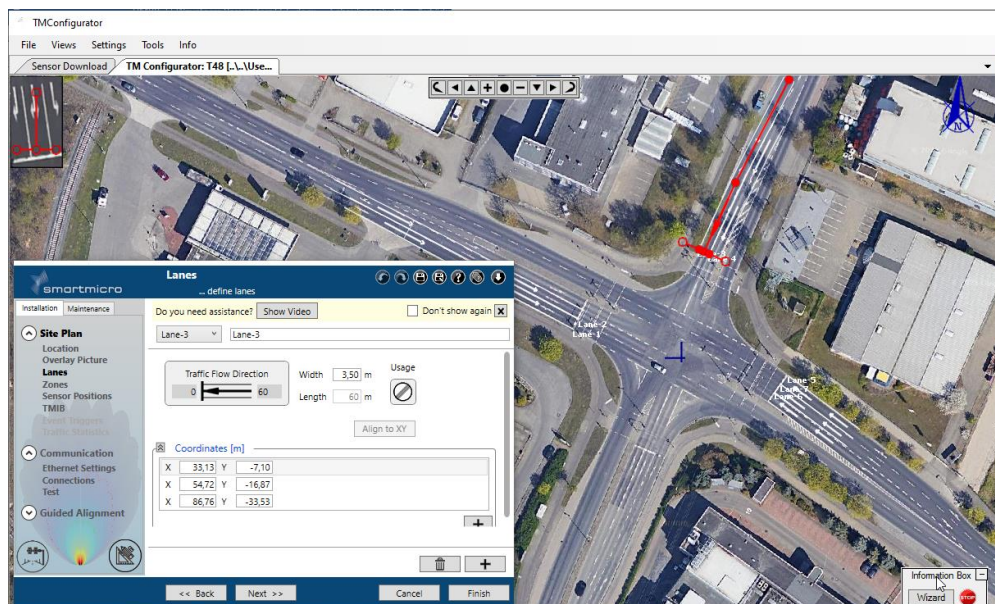 TMConfigurator
File Views Settings Tools Info
Sensor Download TM Configurator: T48 [..\..\Use...
N
smartmicro
Lanes
... define lanes
Installation Maintenance
Do you need assistance? Show Video Don't show again
Site Plan
Location
Overlay Picture
Lanes
Zones
Sensor Positions
TMIB
Event Triggers
Traffic Statistics
Communication
Ethernet Settings
Connections
Test
Guided Alignment
Lane-3 Lane-3
Traffic Flow Direction
0 60
Width 3,50 m
Length 60 m
Usage
Align to XY
Coordinates [m]
X 33,13 Y -7,10
X 54,72 Y -16,87
X 86,76 Y -33,53
<< Back Next >> Cancel Finish
Lane-2
Lane-1
Lane-5
Lane-7
Lane-6
Information Box
Wizard STOP